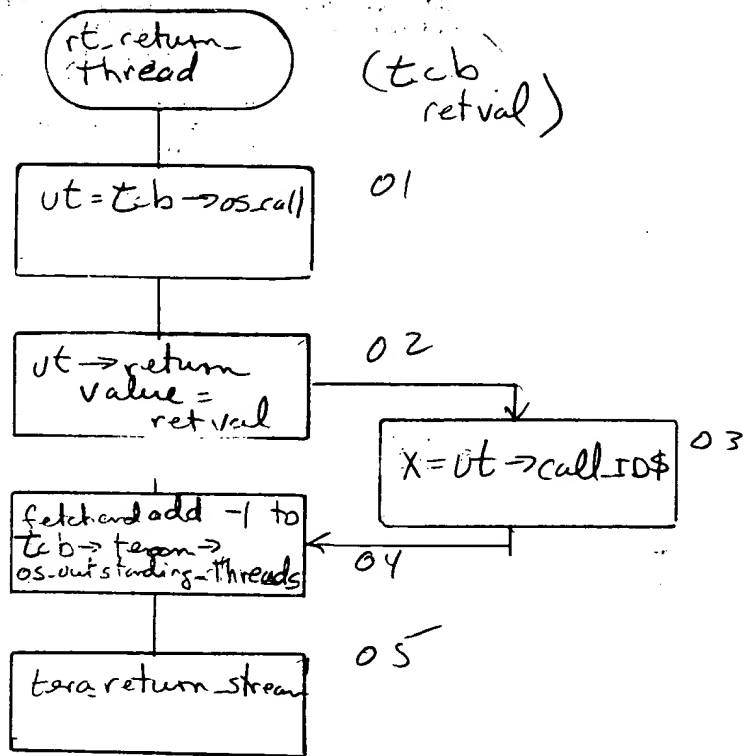 rt_return_
thread
(tcb
retval)
ut = tcb → os_call
01
ut → return
value =
retval
02
X = ut → call_ID$
03
fetch and add -1 to
tcb → →
os_outstanding_threads
04
tera_return_stream
05